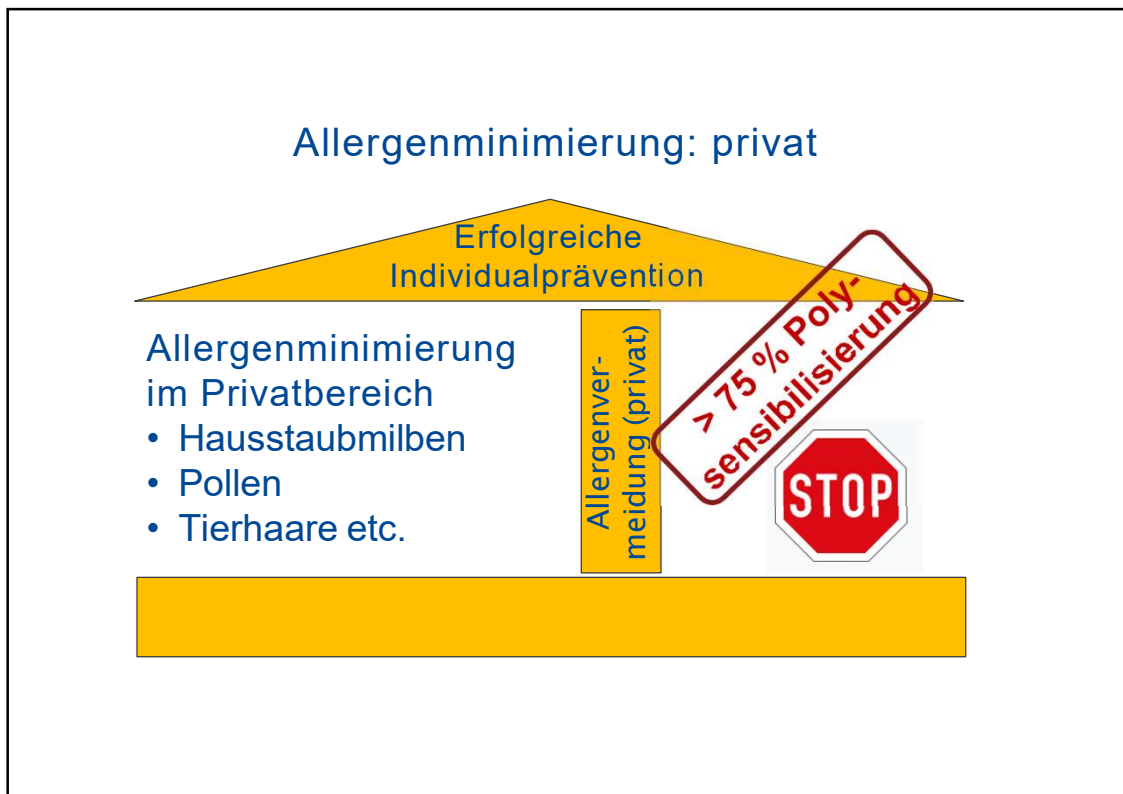 Allergenminimierung: privat
Erfolgreiche
Individualprävention
Allergenminimierung
im Privatbereich
• Hausstaubmilben
• Pollen
• Tierhaare etc.
Allergenver-
meidung (privat)
> 75 % Poly-
sensibilisierung
STOP